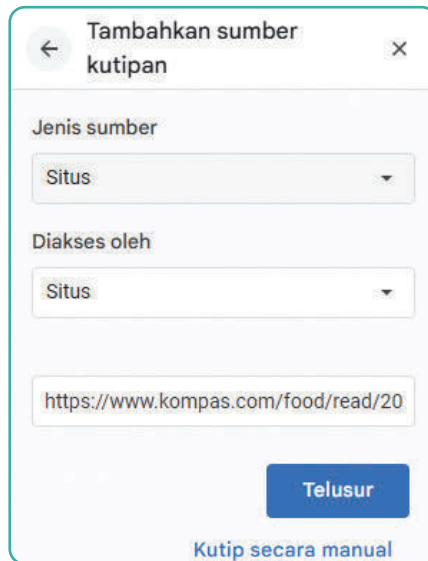 Tambahkan sumber
kutipan
Jenis sumber
Situs
Diakses oleh
Situs
https://www.kompas.com/food/read/20
Telusur
Kutip secara manual